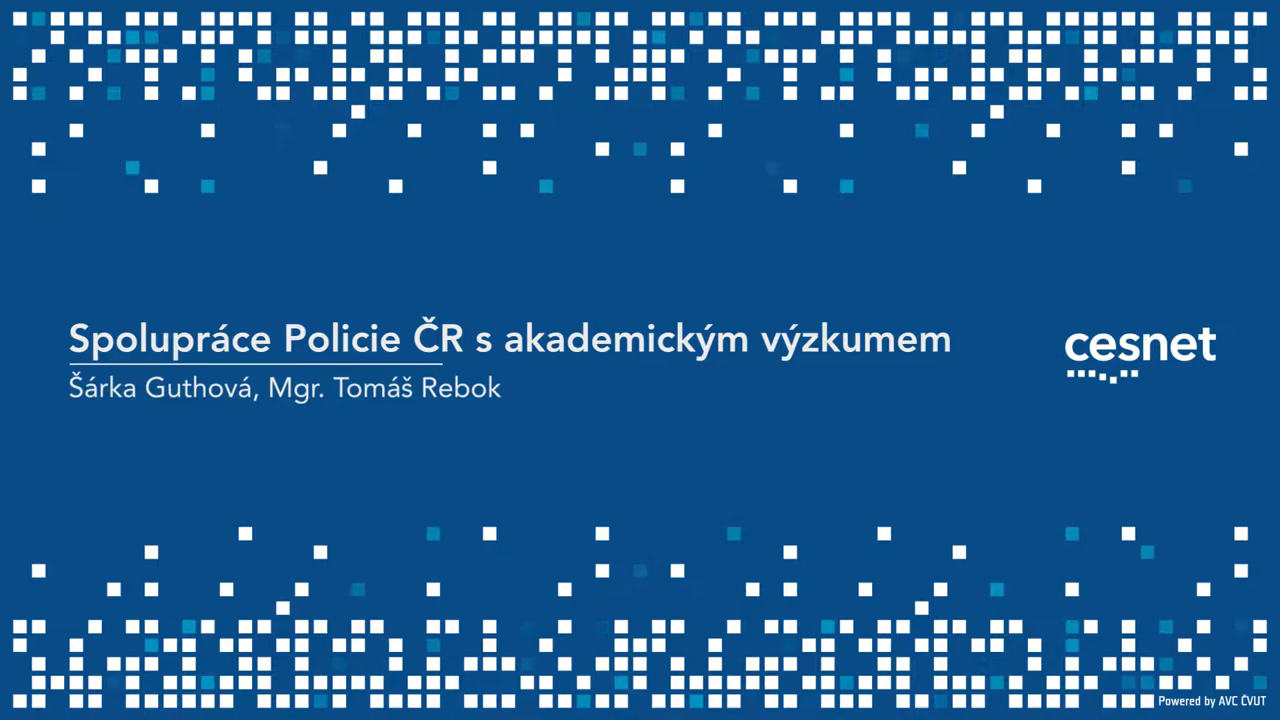 Spolupráce Policie ČR s akademickým výzkumem
Šárka Guthová, Mgr. Tomáš Rebok
cesnet
Powered by AVC ČVUT